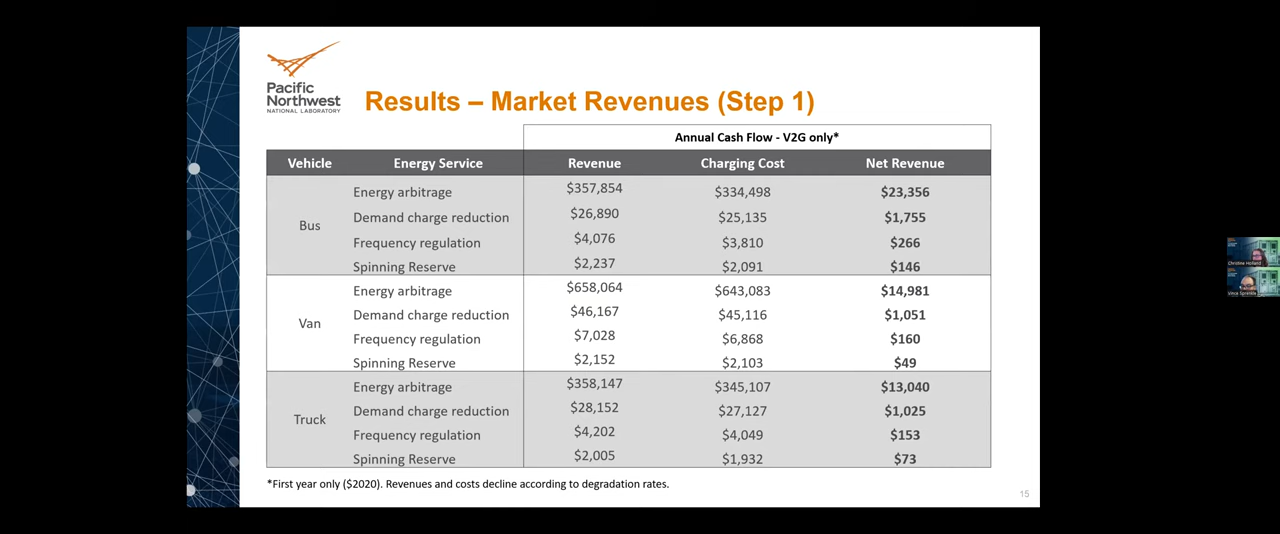 Pacific
Northwest
NATIONAL LABORATORY
Results – Market Revenues (Step 1)
Annual Cash Flow - V2G only*
Vehicle Energy Service Revenue Charging Cost Net Revenue
Bus
Energy arbitrage $357,854 $334,498 $23,356
Demand charge reduction $26,890 $25,135 $1,755
Frequency regulation $4,076 $3,810 $266
Spinning Reserve $2,237 $2,091 $146
Van
Energy arbitrage $658,064 $643,083 $14,981
Demand charge reduction $46,167 $45,116 $1,051
Frequency regulation $7,028 $6,868 $160
Spinning Reserve $2,152 $2,103 $49
Truck
Energy arbitrage $358,147 $345,107 $13,040
Demand charge reduction $28,152 $27,127 $1,025
Frequency regulation $4,202 $4,049 $153
Spinning Reserve $2,005 $1,932 $73
*First year only ($2020). Revenues and costs decline according to degradation rates.
15
Christine Holland
Vince Sprenkle